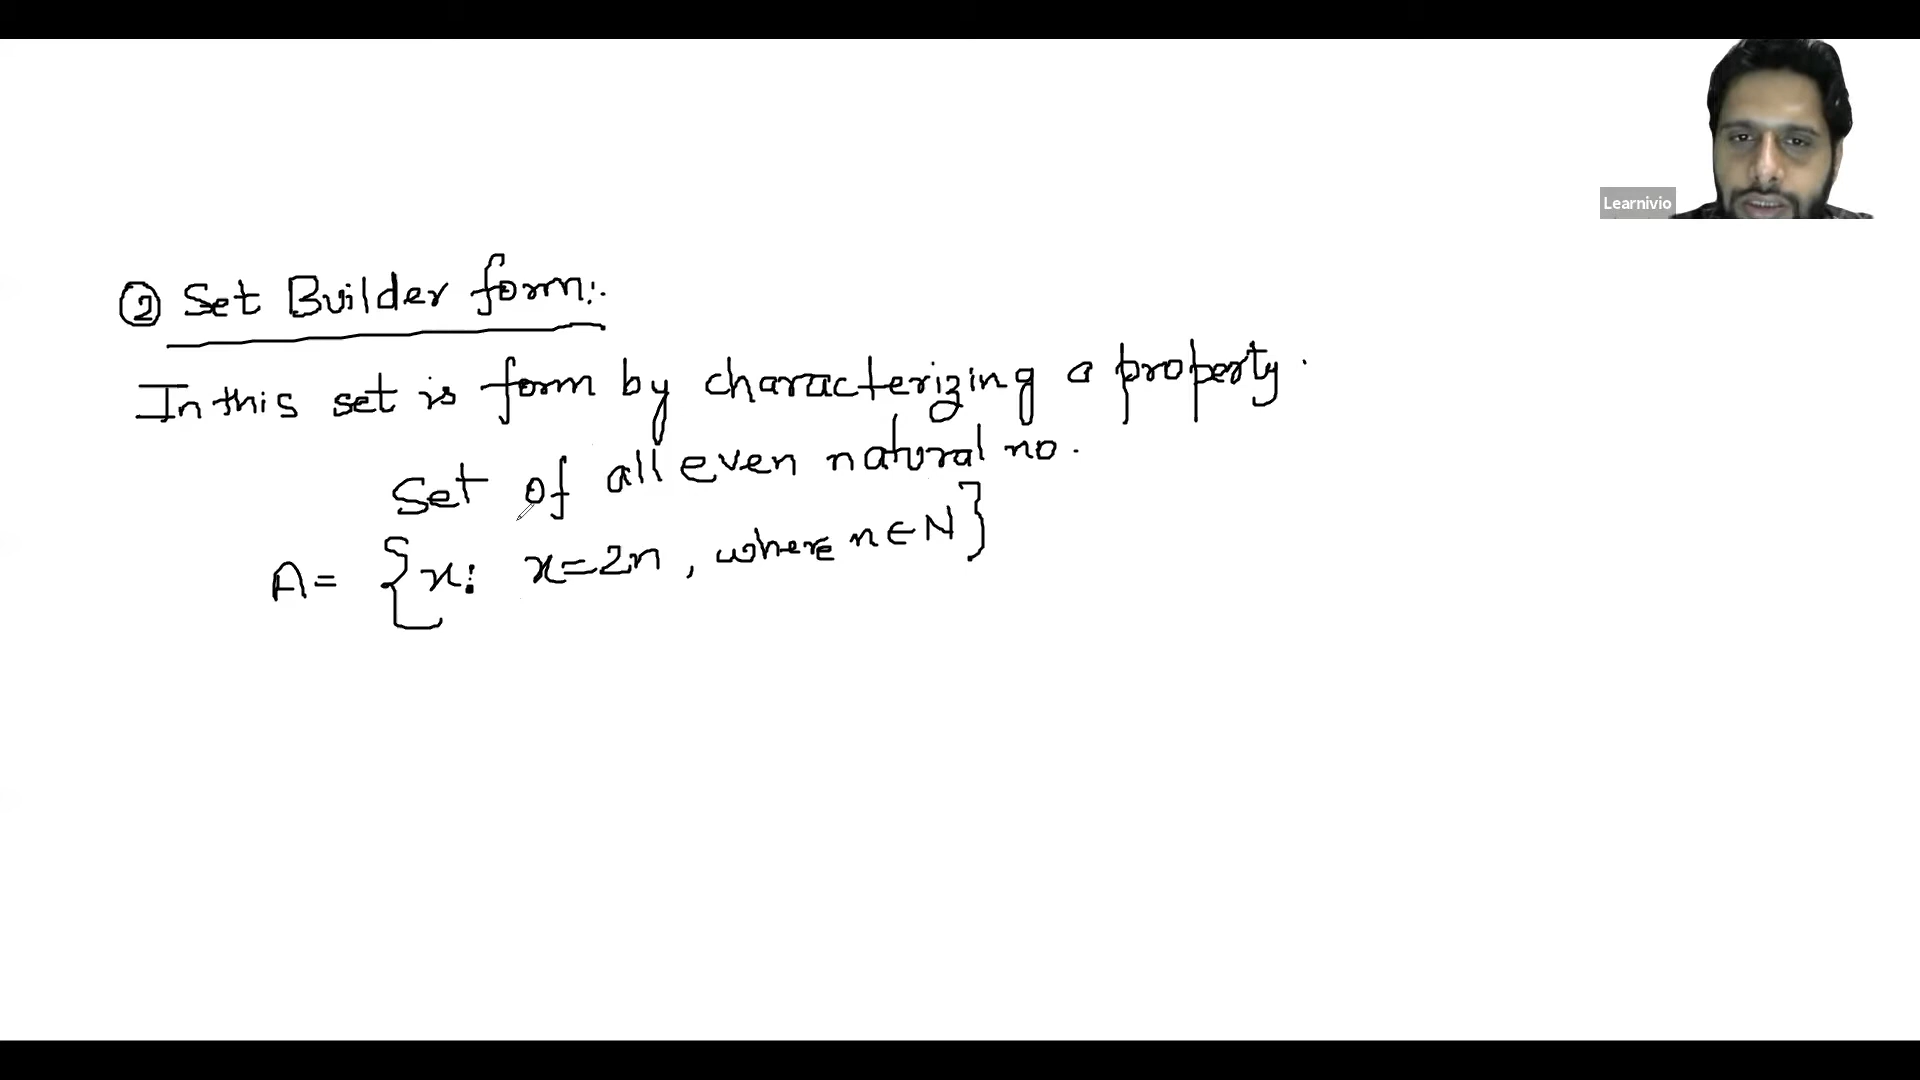 Learnivio
② Set Builder form:-
In this set is form by characterizing a property.
Set of all even natural no.
A = {x: x=2n, where n∈N}